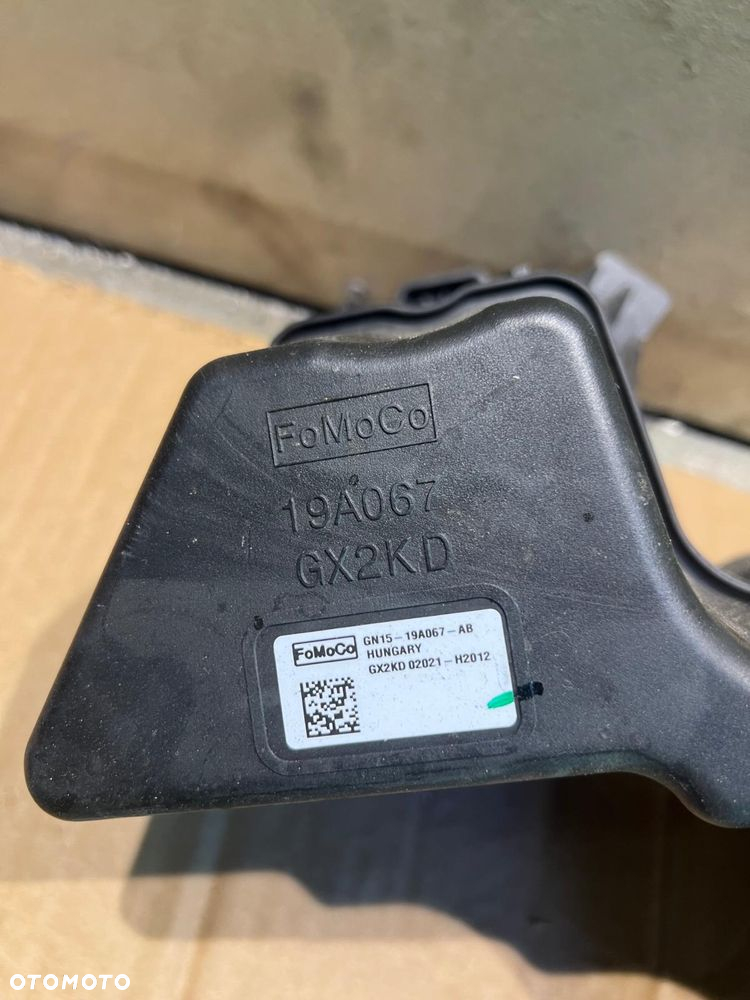 FoMoCo
19A067
GX2KD
FoMoCo
GN15-19A067-AB
HUNGARY
GX2KD 02021-H2012
OTOMOTO